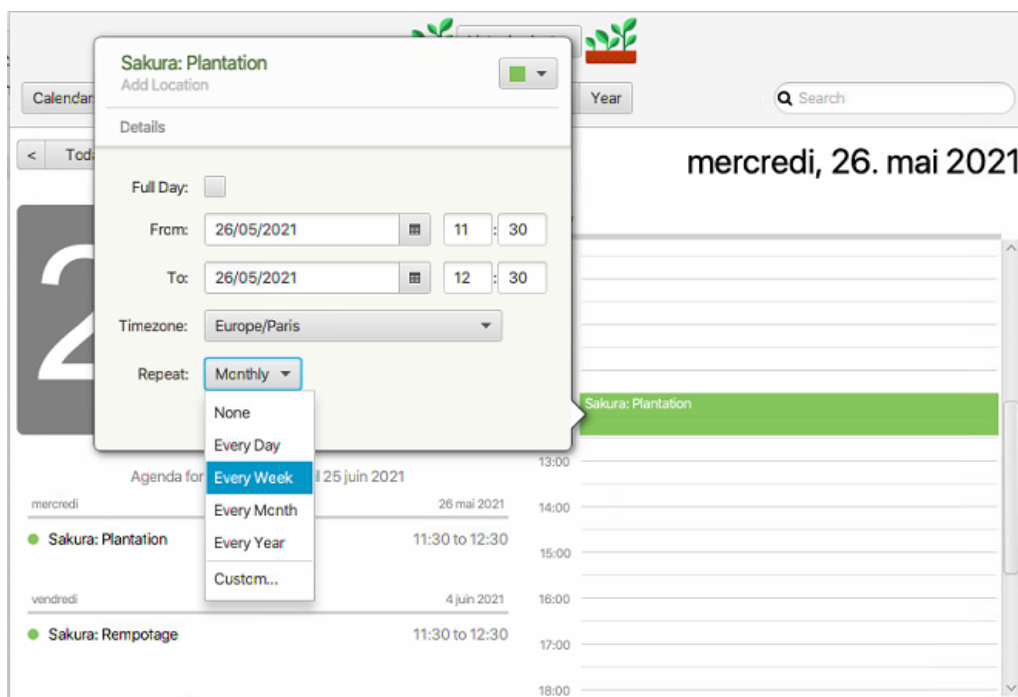 Sakura: Plantation
Add Location
Details
Calendar
Year
Search
<
Toda
mercredi, 26. mai 2021
Full Day:
From: 26/05/2021 11 : 30
To: 26/05/2021 12 : 30
Timezone: Europe/Paris
Repeat: Monthly
None
Every Day
Every Week
Every Month
Every Year
Custom...
2
Agenda for
il 25 juin 2021
mercredi 26 mai 2021
Sakura: Plantation 11:30 to 12:30
vendredi 4 juin 2021
Sakura: Rempotage 11:30 to 12:30
Sakura: Plantation
13:00
14:00
15:00
16:00
17:00
18:00